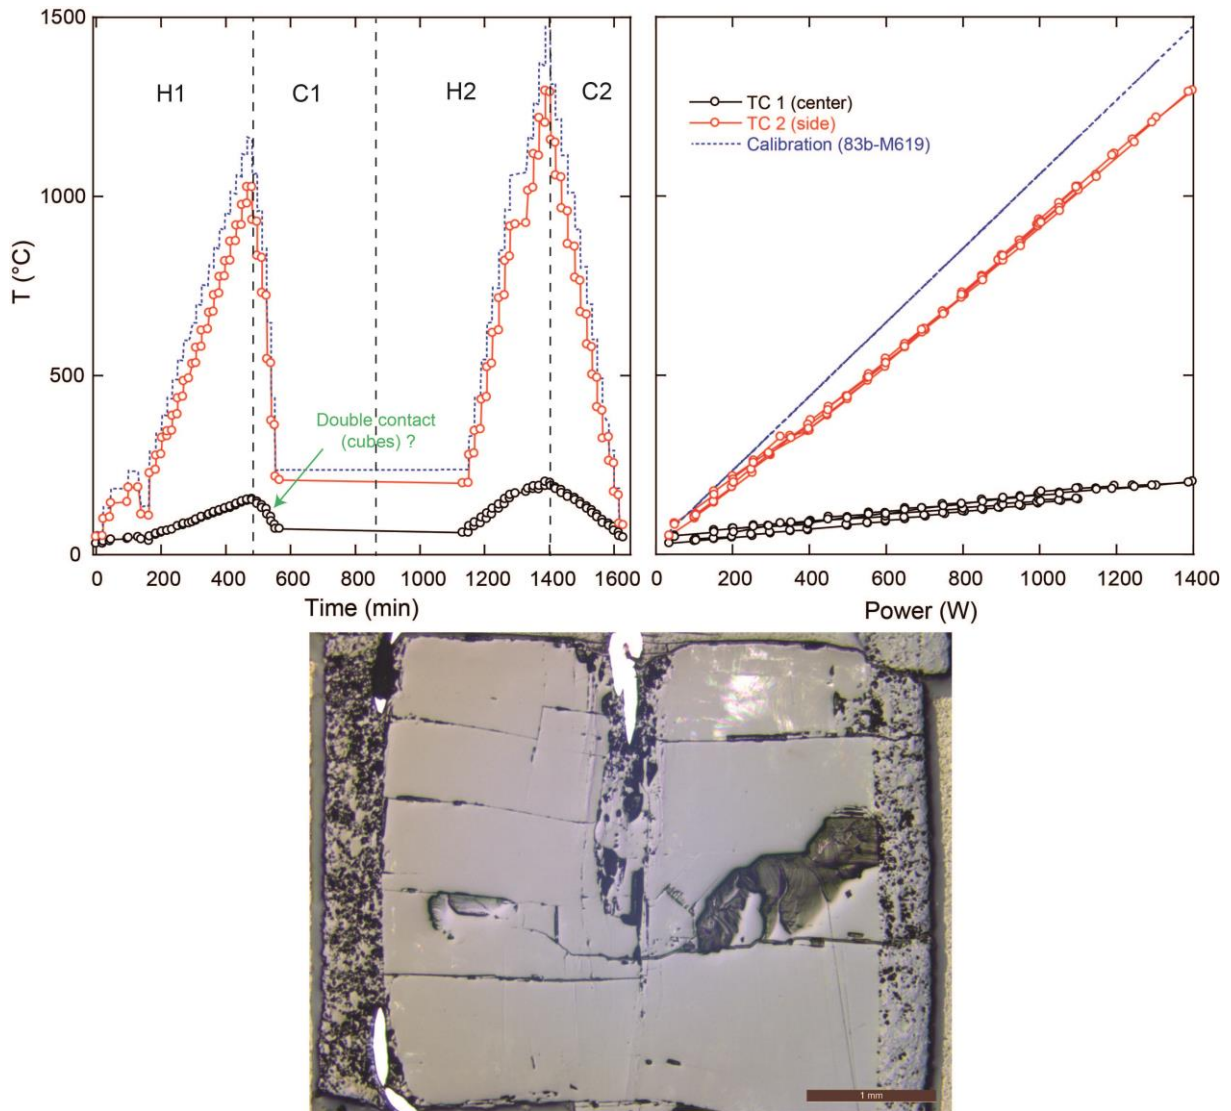 1500
H1
C1
H2
C2
1000
T (°C)
500
Double contact
(cubes) ?
0
0 200 400 600 800 1000 1200 1400 1600
Time (min)
TC 1 (center)
TC 2 (side)
Calibration (83b-M619)
0 200 400 600 800 1000 1200 1400
Power (W)
1 mm